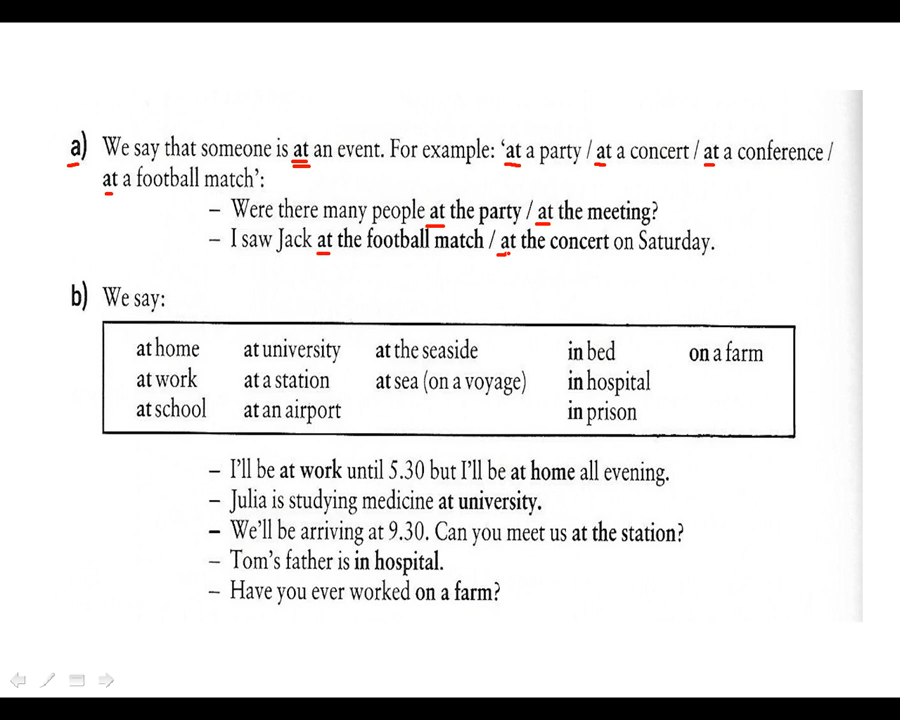 a) We say that someone is at an event. For example: ‘at a party / at a concert / at a conference /
at a football match’:
– Were there many people at the party / at the meeting?
– I saw Jack at the football match / at the concert on Saturday.
b) We say:
at home at university at the seaside in bed on a farm
at work at a station at sea (on a voyage) in hospital
at school at an airport in prison
– I’ll be at work until 5.30 but I’ll be at home all evening.
– Julia is studying medicine at university.
– We’ll be arriving at 9.30. Can you meet us at the station?
– Tom’s father is in hospital.
– Have you ever worked on a farm?